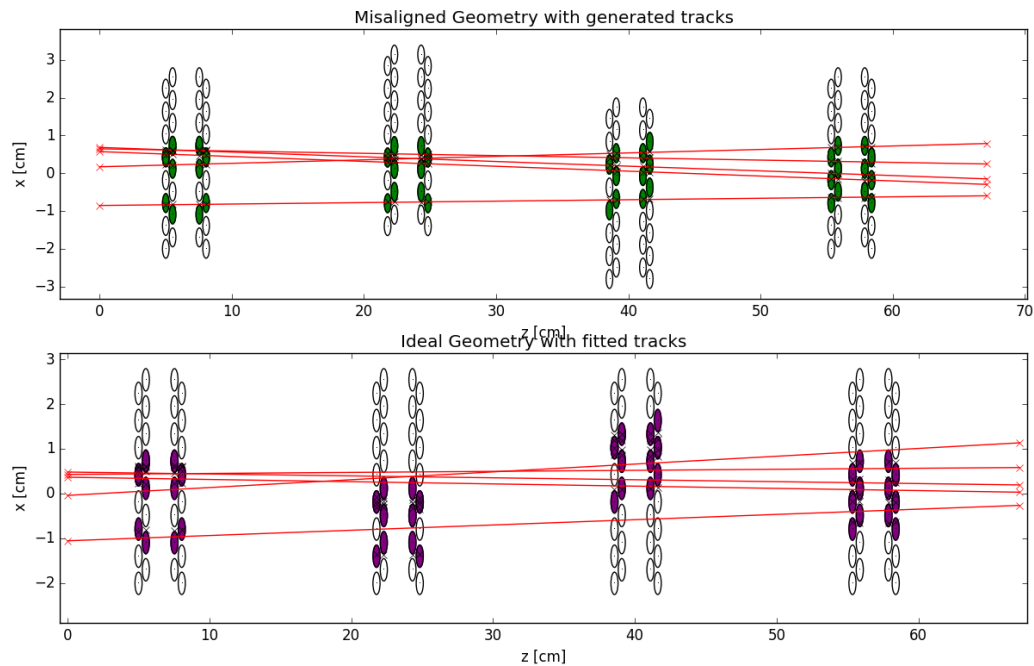 Misaligned Geometry with generated tracks
x [cm]
3
2
1
0
−1
−2
−3
0 10 20 30 40 50 60 70
z [cm]
Ideal Geometry with fitted tracks
x [cm]
3
2
1
0
−1
−2
0 10 20 30 40 50 60
z [cm]